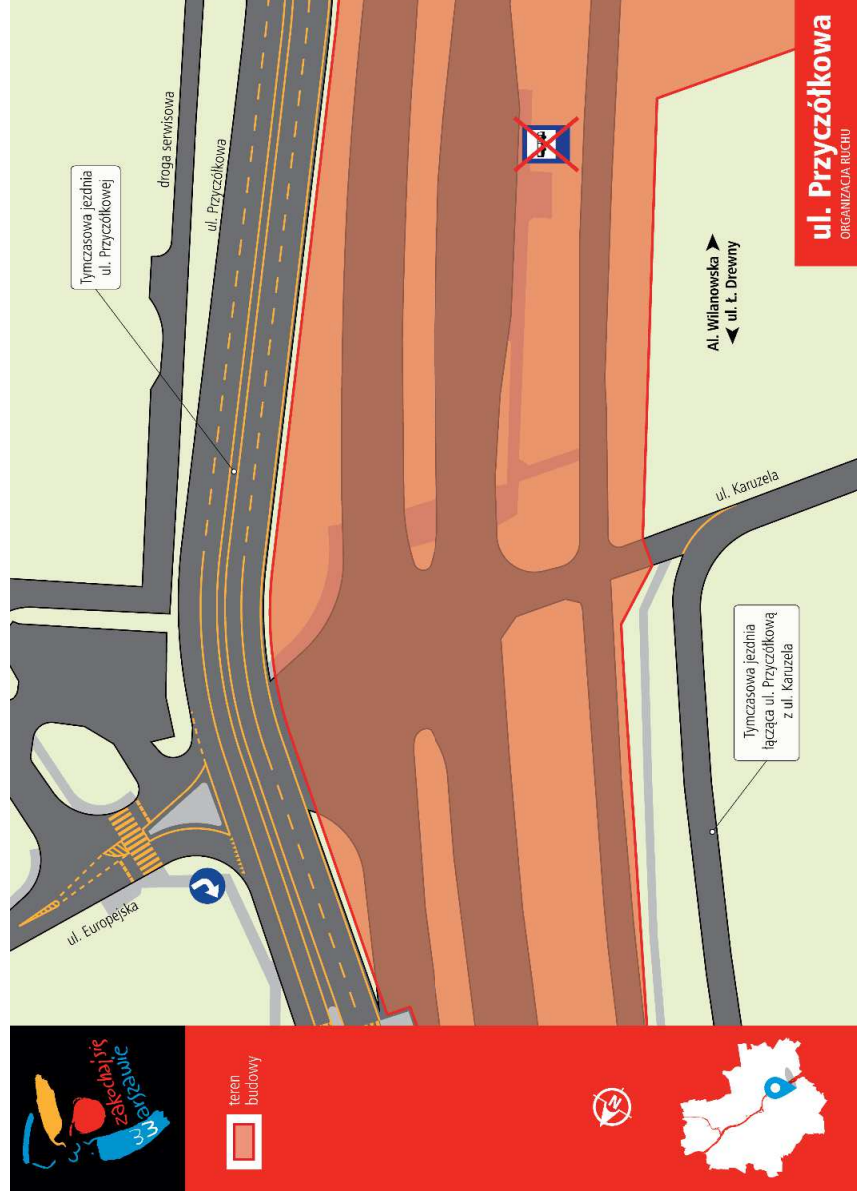 ul. Przyczółkowa
ORGANIZACJA RUCHU
Tymczasowa jezdnia
ul. Przyczółkowej
droga serwisowa
ul. Przyczółkowa
ul. Europejska
Al. Wilanowska
ul. Ł. Drewny
ul. Karuzela
Tymczasowa jezdnia
łącząca ul. Przyczółkową
z ul. Karuzela
zakochaj się
w warszawie
teren
budowy
N